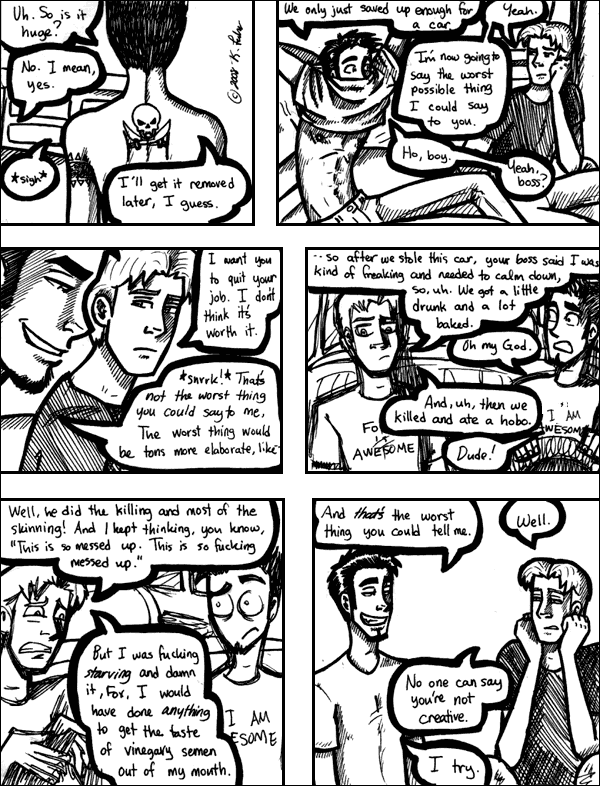 Uh. So, is it
huge?
No. I mean,
yes.
*sigh*
I'll get it removed
later, I guess.
© 2008 K.
We only just saved up enough for
a car.
Yeah.
I'm now going to
say the worst
possible thing
I could say
to you.
Ho, boy.
Yeah,
boss?
I want you
to quit your
job. I don't
think it's
worth it.
*snvrk!* That's
not the worst thing
you could say to me,
The worst thing would
be tons more elaborate, like-
-- so after we stole this car, your boss said I was
kind of freaking and needed to calm down,
so, uh. We got a little
drunk and a lot
baked.
Oh my God.
And, uh, then we
killed and ate a hobo.
Dude!
FOX
IS
AWESOME
I AM
AWESOME
Well, he did the killing and most of the
skinning! And I kept thinking, you know,
"This is so messed up. This is so fucking
messed up."
But I was fucking
starving and damn
it, Fox, I would
have done anything
to get the taste
of vinegary semen
out of my mouth.
I AM
ESOME
And that's the worst
thing you could tell me.
Well.
No one can say
you're not
creative.
I try.